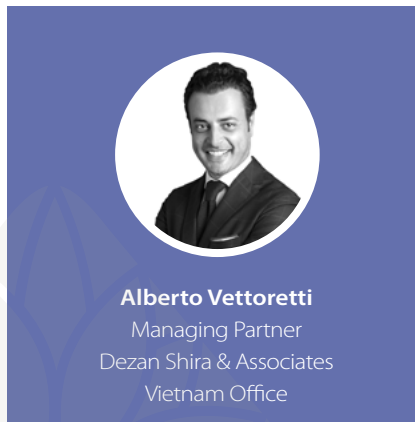 Alberto Vettoretti
Managing Partner
Dezan Shira & Associates
Vietnam Office